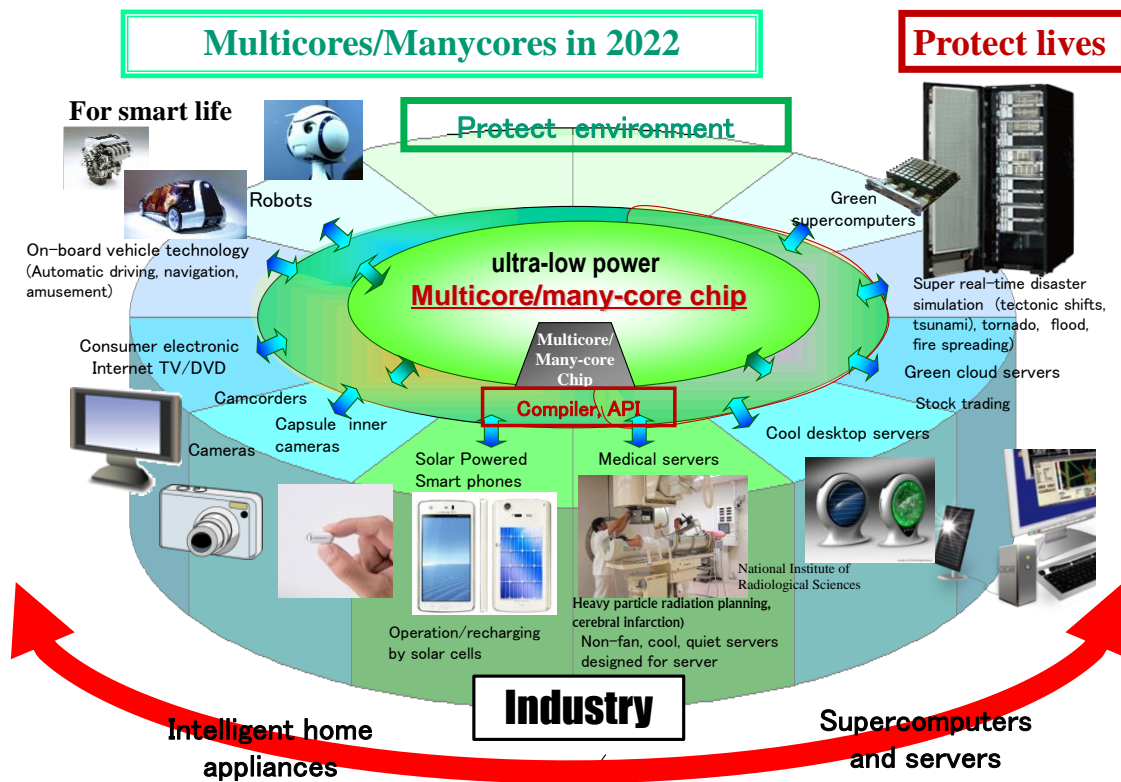 Multicores/Manycores in 2022
Protect lives
For smart life
Protect environment
Robots
Green
supercomputers
On-board vehicle technology
(Automatic driving, navigation,
amusement)
ultra-low power
Multicore/many-core chip
Super real-time disaster
simulation (tectonic shifts,
tsunami), tornado, flood,
fire spreading)
Multicore/
Many-core
Chip
Consumer electronic
Internet TV/DVD
Green cloud servers
Camcorders
Compiler, API
Stock trading
Capsule inner
cameras
Cool desktop servers
Cameras
Solar Powered
Smart phones
Medical servers
National Institute of
Radiological Sciences
Heavy particle radiation planning,
cerebral infarction)
Operation/recharging
by solar cells
Non-fan, cool, quiet servers
designed for server
Industry
Intelligent home
appliances
Supercomputers
and servers